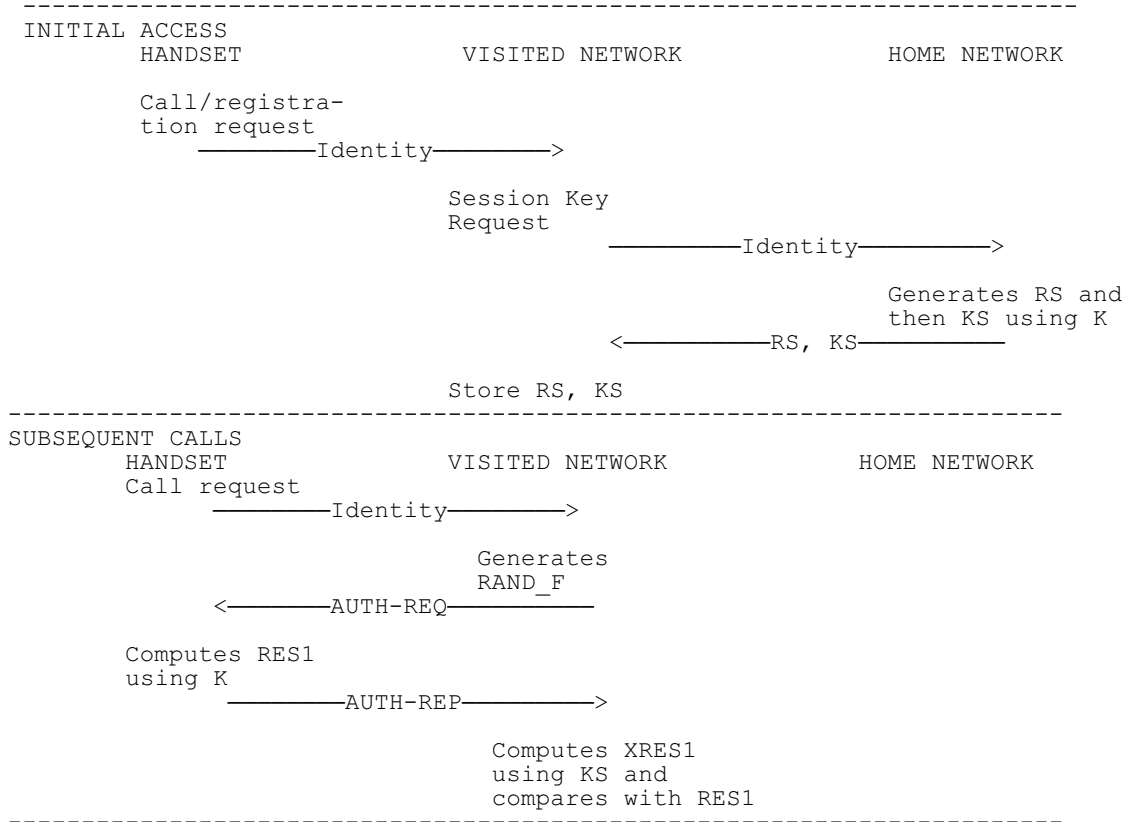 ------------------------------------------------------------------------
INITIAL ACCESS
HANDSET VISITED NETWORK HOME NETWORK
Call/registra-
tion request
————————Identity————————>
Session Key
Request
—————————Identity—————————>
Generates RS and
then KS using K
<——————————RS, KS——————————
Store RS, KS
------------------------------------------------------------------------
SUBSEQUENT CALLS
HANDSET VISITED NETWORK HOME NETWORK
Call request
————————Identity————————>
Generates
RAND_F
<————————AUTH-REQ——————————
Computes RES1
using K
————————AUTH-REP—————————>
Computes XRES1
using KS and
compares with RES1
------------------------------------------------------------------------